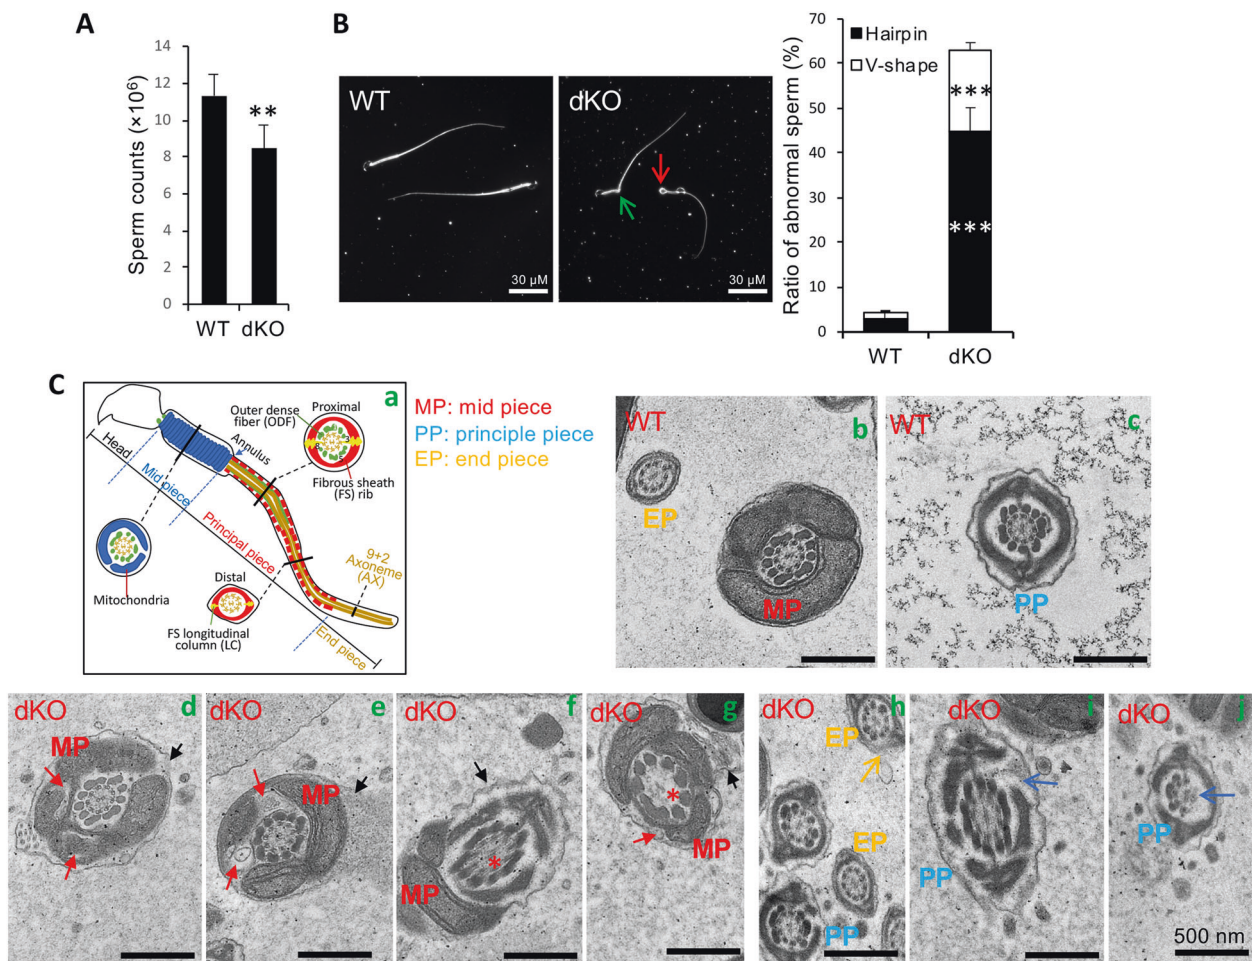 A
Sperm counts (×10⁶)
14
12
10
8
6
4
2
0
**
WT
dKO
B
WT
30 µM
dKO
30 µM
Ratio of abnormal sperm (%)
70
60
50
40
30
20
10
0
Hairpin
V-shape
***
***
WT
dKO
C
a
Outer dense
fiber (ODF)
Proximal
3
8
5
Annulus
Fibrous sheath
(FS) rib
Head
Mid piece
Principal piece
End piece
Mitochondria
Distal
FS longitudinal
column (LC)
9+2
Axoneme
(AX)
MP: mid piece
PP: principle piece
EP: end piece
WT
b
EP
MP
WT
c
PP
dKO
d
MP
dKO
e
MP
dKO
f
*
MP
dKO
g
*
MP
dKO
h
EP
EP
PP
dKO
i
PP
dKO
j
PP
500 nm